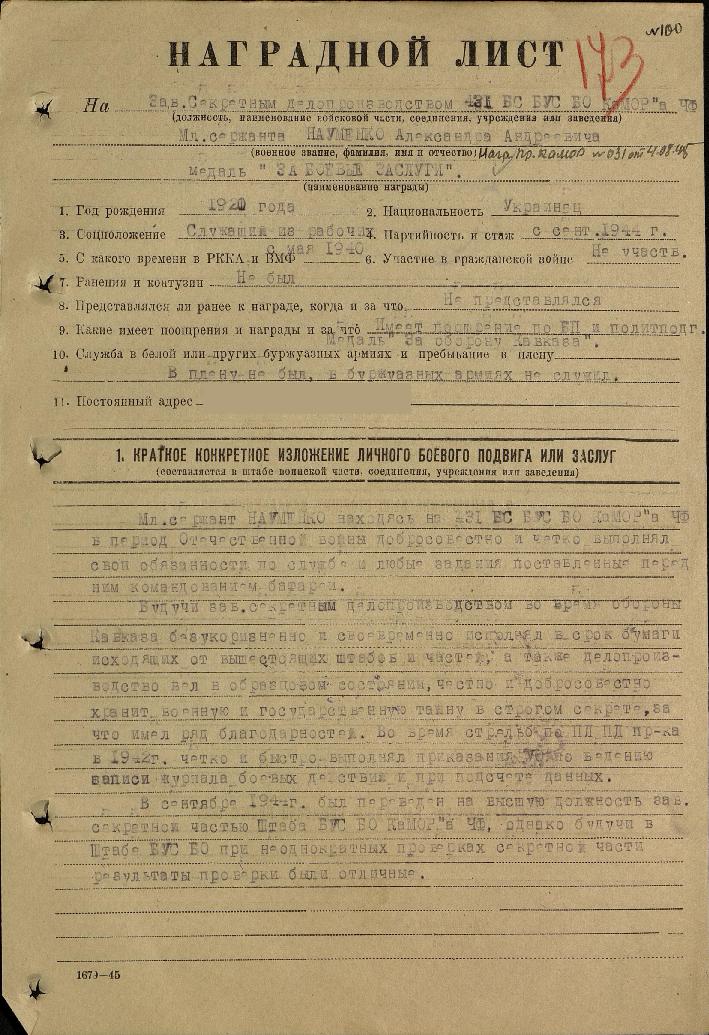 №100
173
НАГРАДНОЙ ЛИСТ
На Зав.Секретным делопроизводством 431 БС БУС БО КаМОР"а ЧФ
(должность, наименование войсковой части, соединения, учреждения или заведения)
Мл.сержанта НАУМЕНКО Александра Андреевича
(военное звание, фамилия, имя и отчество) Нагр. пр. КаМОР №031 от 4.08.45
Медаль " ЗА БОЕВЫЕ ЗАСЛУГИ".
(наименование награды)
1. Год рождения 1920 года 2. Национальность Украинец
3. Соцположение Служащий из рабочих 4. Партийность и стаж с сент.1944 г.
5. С какого времени в РККА и ВМФ с мая 1940 6. Участие в гражданской войне Не участв.
7. Ранения и контузии Не был
8. Представлялся ли ранее к награде, когда и за что Не представлялся
9. Какие имеет поощрения и награды и за что Имеет поощрение по БП и политподг.
Медаль "За оборону Кавказа".
10. Служба в белой или других буржуазных армиях и пребывание в плену
В плену не был, в буржуазных армиях не служил.
11. Постоянный адрес
1. КРАТКОЕ КОНКРЕТНОЕ ИЗЛОЖЕНИЕ ЛИЧНОГО БОЕВОГО ПОДВИГА ИЛИ ЗАСЛУГ
(составляется в штабе воинской части, соединения, учреждения или заведения)
Мл.сержант НАУМЕНКО находясь на 431 БС БУС БО КаМОР"а ЧФ
в период Отечественной войны добросовестно и четко выполнял
свои обязанности по службе и любые задания поставленные перед
ним командованием батареи.
Будучи зав.секретным делопроизводством во время обороны
Кавказа безукоризненно и своевременно исполнял в срок бумаги
исходящих от вышестоящих штабов и частей, а также делопроиз-
водство вел в образцовом состоянии, честно и добросовестно
хранит военную и государственную тайну в строгом секрете, за
что имел ряд благодарностей. Во время стрельб по ПЛ ПД пр-ка
в 1942г. четко и быстро выполнял приказания по ведению
записи журнала боевых действий и при подсчете данных.
В сентябре 1944г. был переведен на высшую должность зав.
секретной частью Штаба БУС БО КаМОР"а ЧФ, однако будучи в
Штабе БУС БО при неоднократных проверках секретной части
результаты проверки были отличные.
1679—45